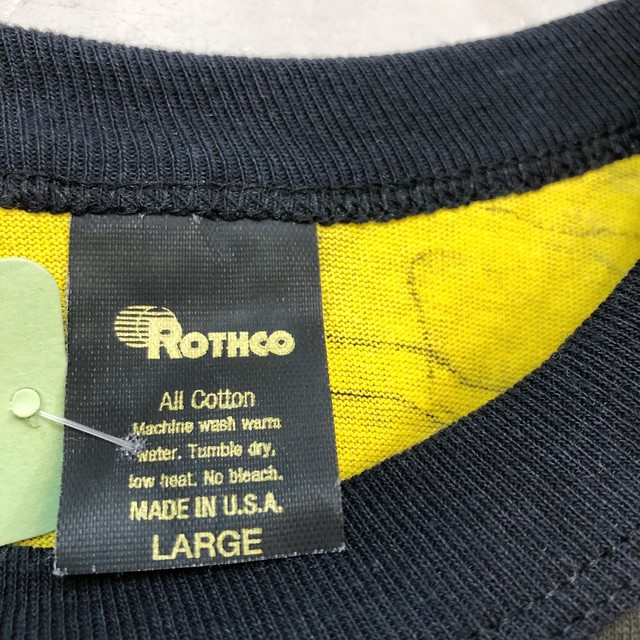 ROTHCO
All Cotton
Machine wash warm
water. Tumble dry,
low heat. No bleach.
MADE IN U.S.A.
LARGE